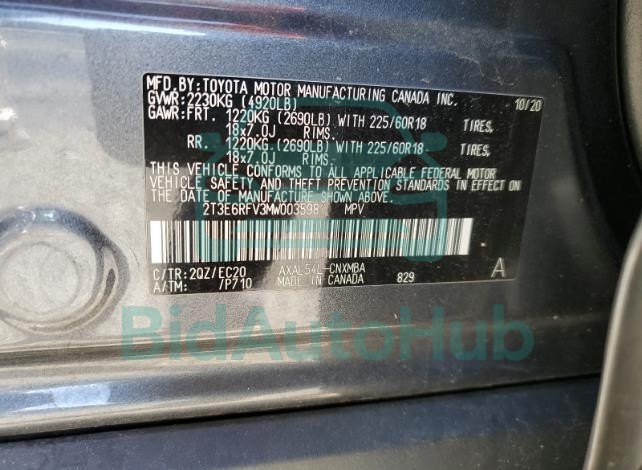 MFD.BY:TOYOTA MOTOR MANUFACTURING CANADA INC.
GVWR:2230KG (4920LB) 10/20
GAWR:FRT. 1220KG (2690LB) WITH 225/60R18 TIRES,
18x7.0J RIMS.
RR. 1220KG (2690LB) WITH 225/60R18 TIRES,
18x7.0J RIMS.
THIS VEHICLE CONFORMS TO ALL APPLICABLE FEDERAL MOTOR
VEHICLE SAFETY AND THEFT PREVENTION STANDARDS IN EFFECT ON
THE DATE OF MANUFACTURE SHOWN ABOVE.
2T3E6RFV3MW003598 MPV
C/TR:2QZ/EC20 AXAL54L-CNXMBA A
A/TM: /P710 MADE IN CANADA 829
BidAutoHub